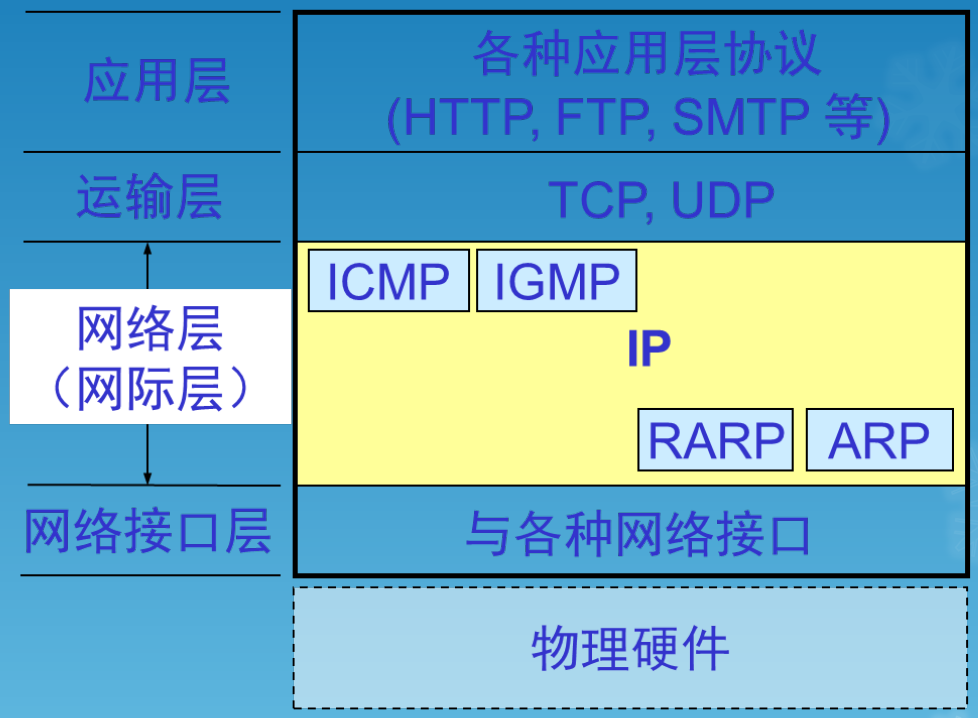 应用层
各种应用层协议
(HTTP, FTP, SMTP 等)
运输层
TCP, UDP
ICMP
IGMP
网络层
（网际层）
IP
RARP
ARP
网络接口层
与各种网络接口
物理硬件